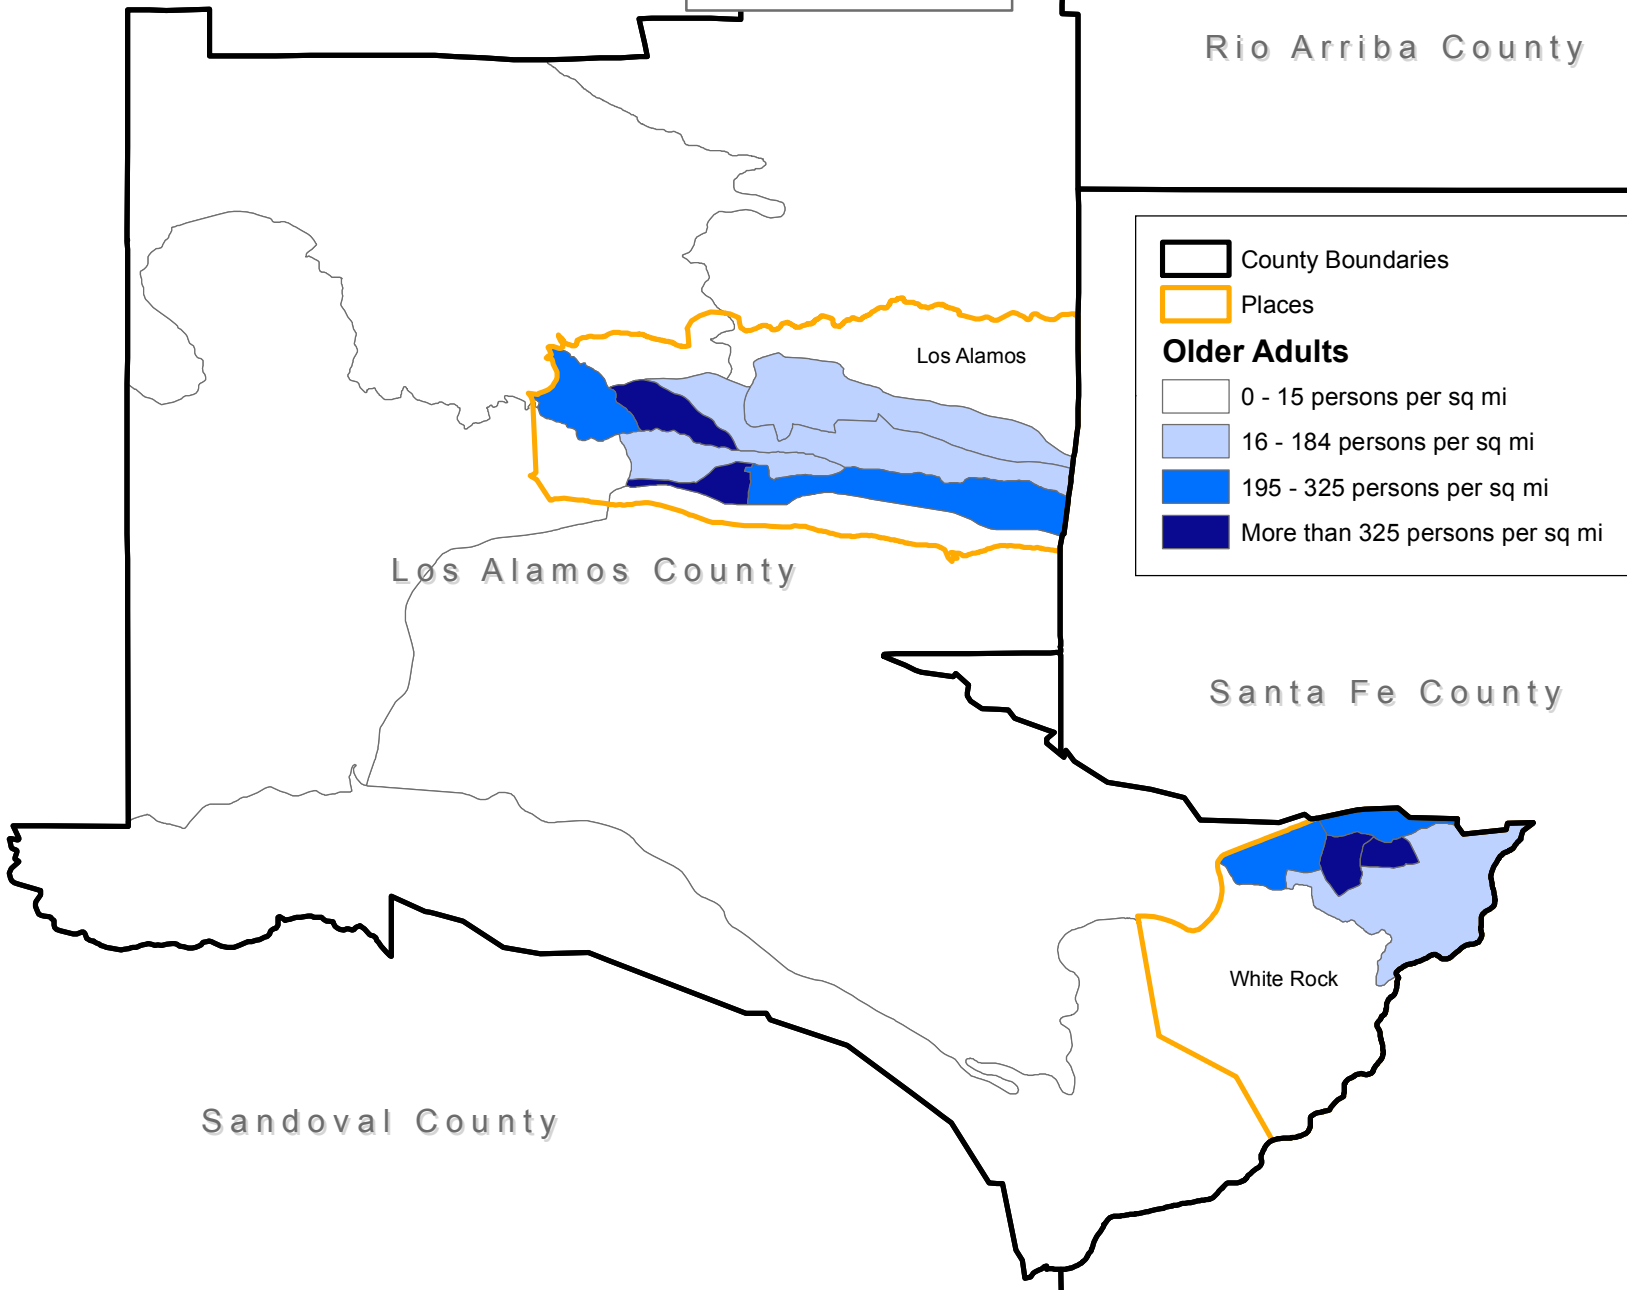 Rio Arriba County
County Boundaries
Places
Older Adults
0 - 15 persons per sq mi
16 - 184 persons per sq mi
195 - 325 persons per sq mi
More than 325 persons per sq mi
Los Alamos
Los Alamos County
Santa Fe County
White Rock
Sandoval County